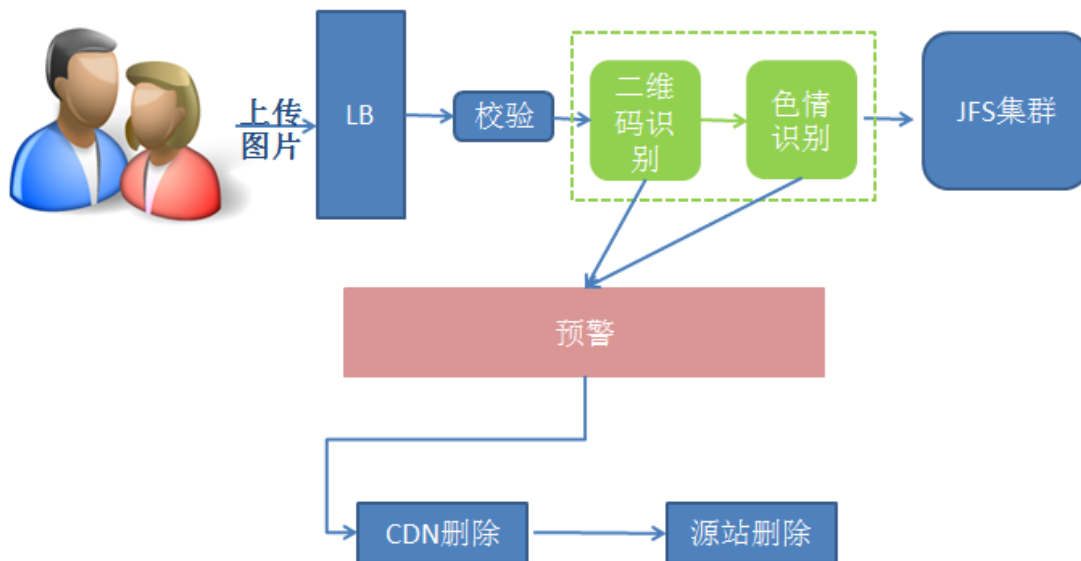 上传
图片
LB
校验
二维
码识
别
色情
识别
JFS集群
预警
CDN删除
源站删除